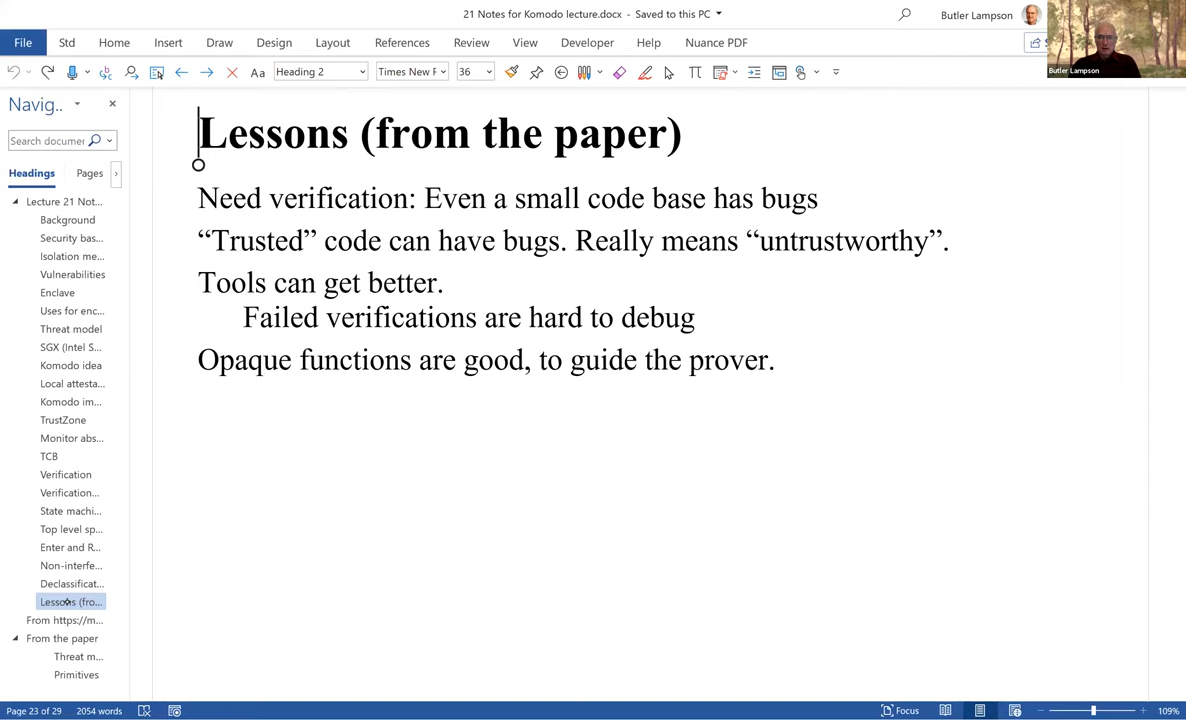 21 Notes for Komodo lecture.docx - Saved to this PC
Butler Lampson
Butler Lampson
File Std Home Insert Draw Design Layout References Review View Developer Help Nuance PDF
Aa Heading 2 Times New F 36
Navig..
Search documer
Headings Pages
Lecture 21 Not...
Background
Security bas...
Isolation me...
Vulnerabilities
Enclave
Uses for enc...
Threat model
SGX (Intel S...
Komodo idea
Local attesta...
Komodo im...
TrustZone
Monitor abs...
TCB
Verification
Verification...
State machi...
Top level sp...
Enter and R...
Non-interfe...
Declassificat...
Lessons (fro...
From https://m...
From the paper
Threat m...
Primitives
Lessons (from the paper)
Need verification: Even a small code base has bugs
“Trusted” code can have bugs. Really means “untrustworthy”.
Tools can get better.
Failed verifications are hard to debug
Opaque functions are good, to guide the prover.
Page 23 of 29 2054 words Focus 109%